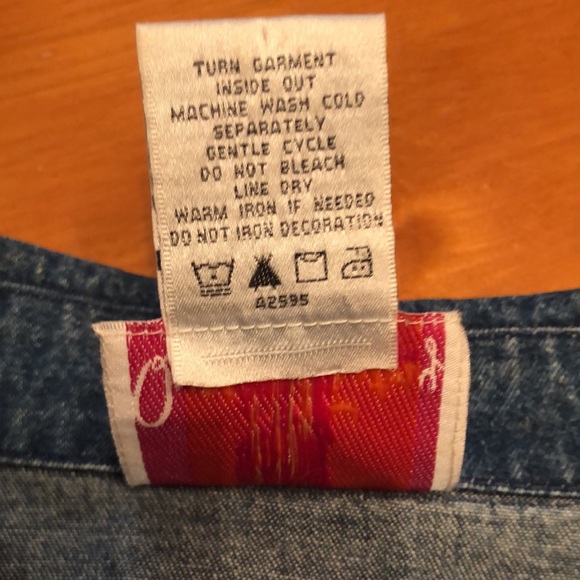 TURN GARMENT
INSIDE OUT
MACHINE WASH COLD
SEPARATELY
GENTLE CYCLE
DO NOT BLEACH
LINE DRY
WARM IRON IF NEEDED
DO NOT IRON DECORATION
A2595